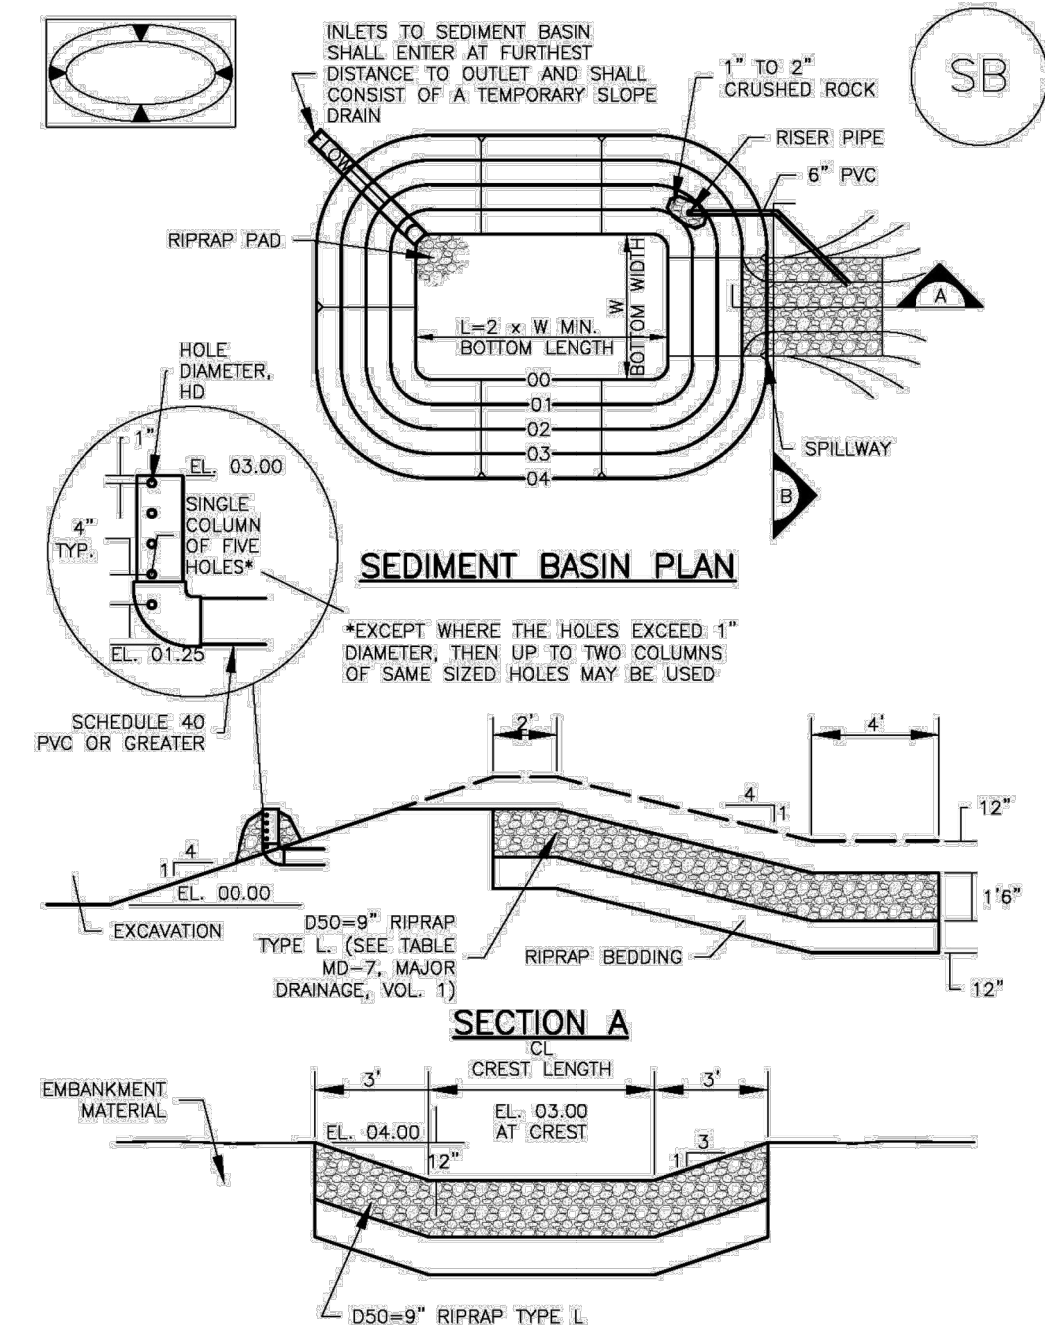 INLETS TO SEDIMENT BASIN
SHALL ENTER AT FURTHEST
DISTANCE TO OUTLET AND SHALL
CONSIST OF A TEMPORARY SLOPE
DRAIN
1" TO 2"
CRUSHED ROCK
SB
RISER PIPE
6" PVC
LOW
RIPRAP PAD
A
W
BOTTOM WIDTH
L=2 x W MIN.
BOTTOM LENGTH
00
01
02
03
04
SPILLWAY
B
HOLE
DIAMETER,
HD
1"
EL. 03.00
4"
TYP.
SINGLE
COLUMN
OF FIVE
HOLES*
EL. 01.25
SEDIMENT BASIN PLAN
*EXCEPT WHERE THE HOLES EXCEED 1"
DIAMETER, THEN UP TO TWO COLUMNS
OF SAME SIZED HOLES MAY BE USED
SCHEDULE 40
PVC OR GREATER
2'
4'
4
1
12"
4
1
EL. 00.00
1'6"
EXCAVATION
D50=9" RIPRAP
TYPE L. (SEE TABLE
MD-7, MAJOR
DRAINAGE, VOL. 1)
RIPRAP BEDDING
12"
SECTION A
CL
CREST LENGTH
3'
3'
EMBANKMENT
MATERIAL
EL. 04.00
EL. 03.00
AT CREST
12"
3
1
D50=9" RIPRAP TYPE L